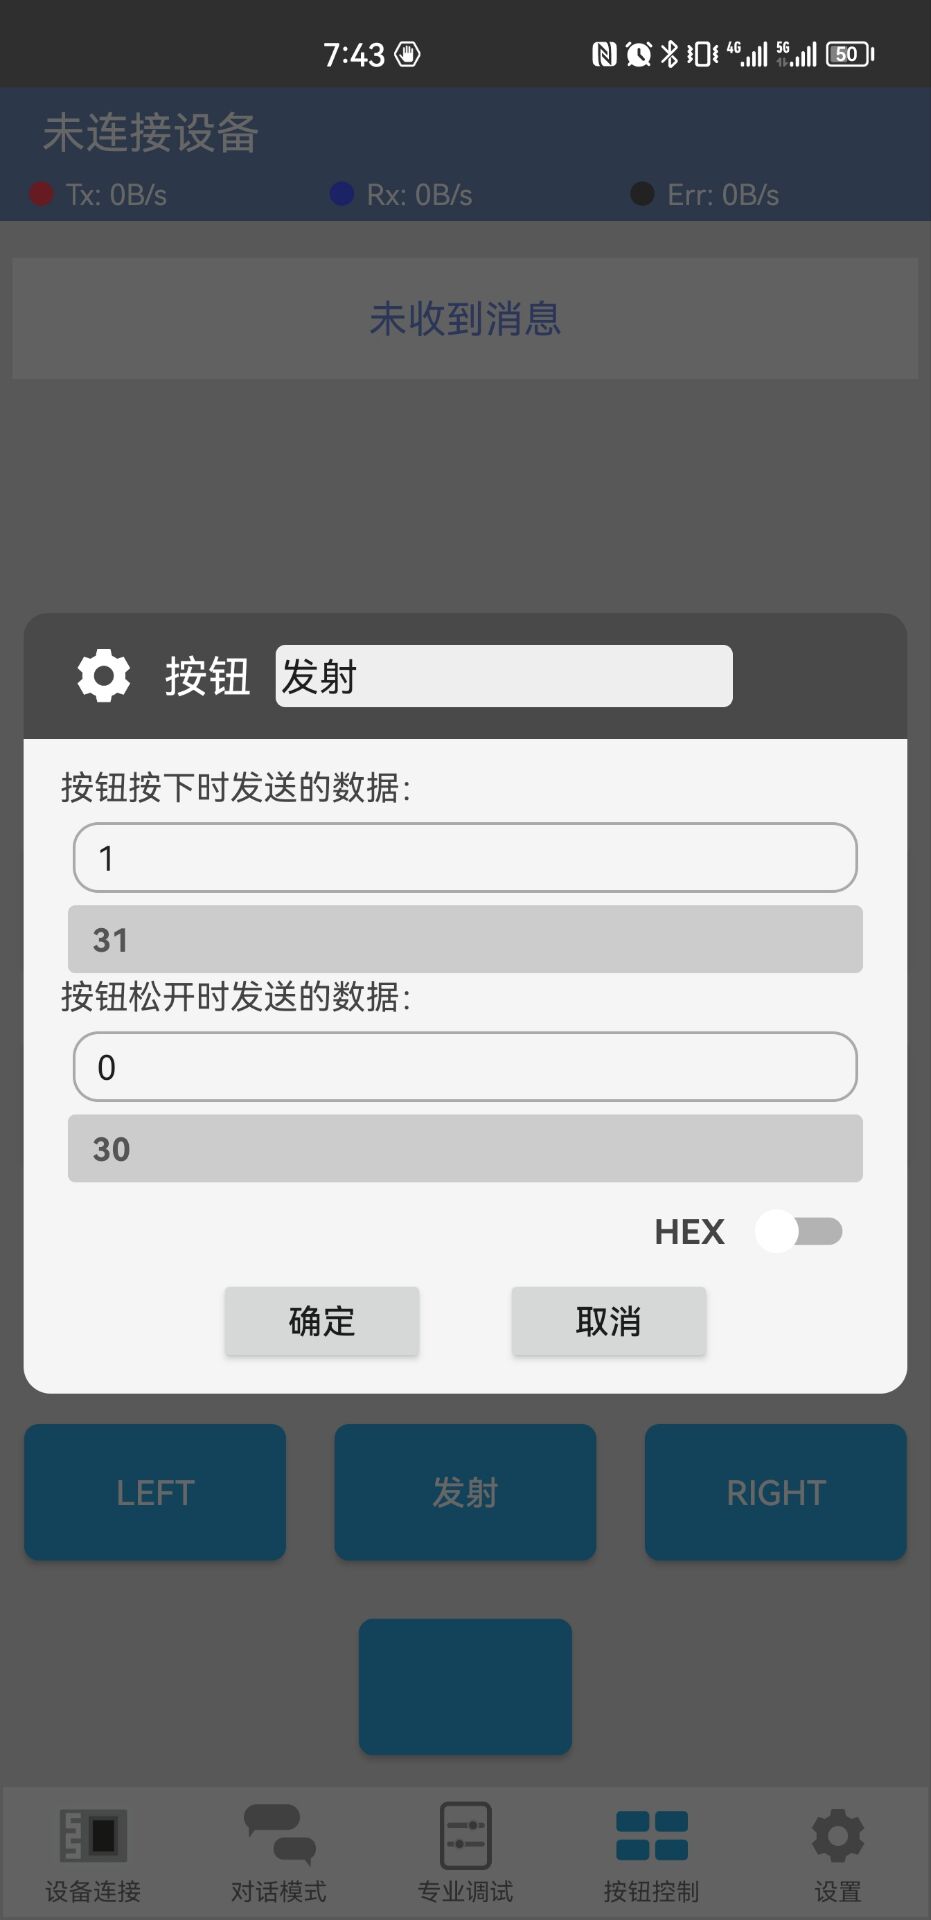 7:43 4G 5G 50
未连接设备
Tx: 0B/s Rx: 0B/s Err: 0B/s
未收到消息
按钮 发射
按钮按下时发送的数据:
1
31
按钮松开时发送的数据:
0
30
HEX
确定 取消
LEFT 发射 RIGHT
设备连接 对话模式 专业调试 按钮控制 设置